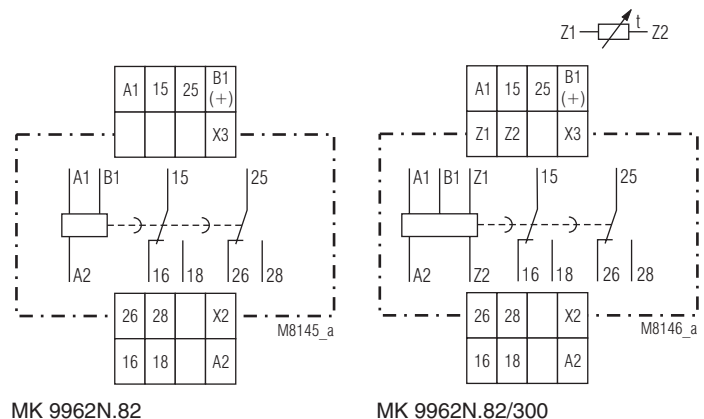 Z1 t Z2
A1 15 25 B1 (+)
X3
A1 B1 15 25
A2 16 18 26 28
26 28 X2
16 18 A2
M8145_a
MK 9962N.82
A1 15 25 B1 (+)
Z1 Z2 X3
A1 B1 Z1 15 25
A2 Z2 16 18 26 28
26 28 X2
16 18 A2
M8146_a
MK 9962N.82/300